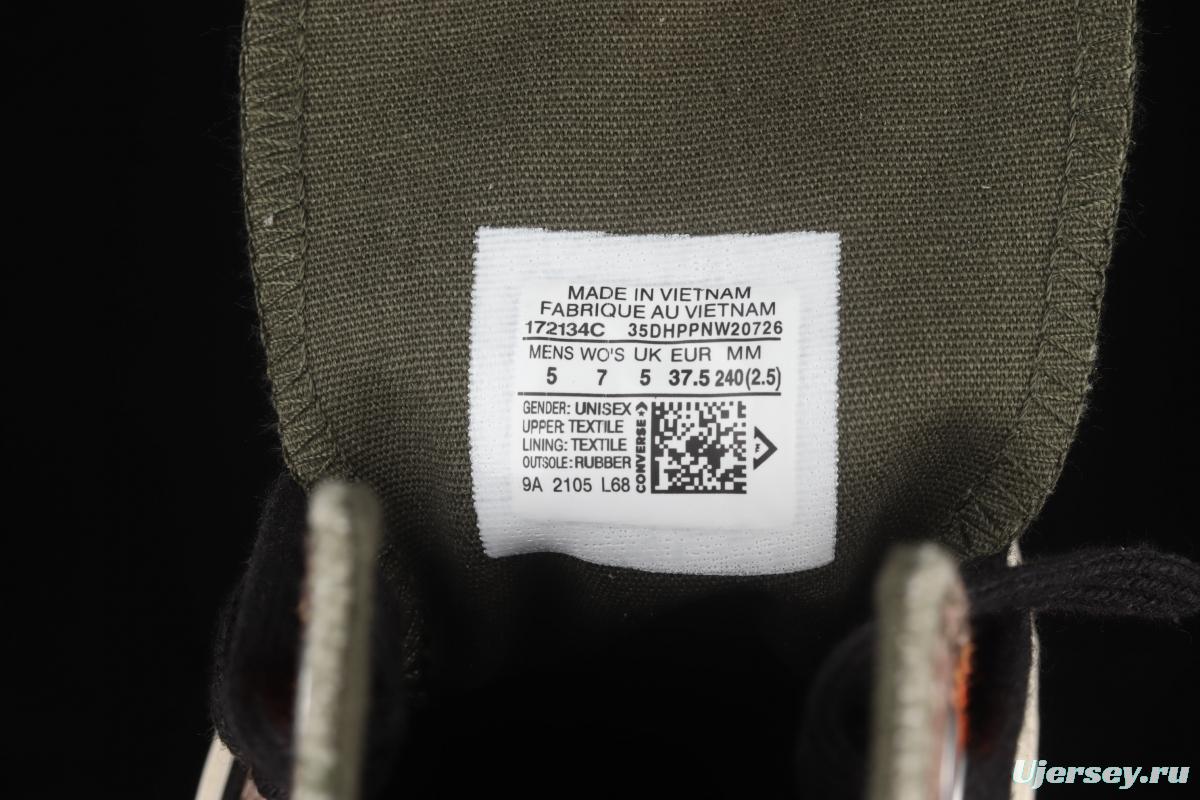 MADE IN VIETNAM
FABRIQUE AU VIETNAM
172134C 35DHPPNW20726
MENS WO'S UK EUR MM
5 7 5 37.5 240(2.5)
GENDER: UNISEX
UPPER: TEXTILE
LINING: TEXTILE
OUTSOLE: RUBBER
9A 2105 L68
CONVERSE
Ujersey.ru